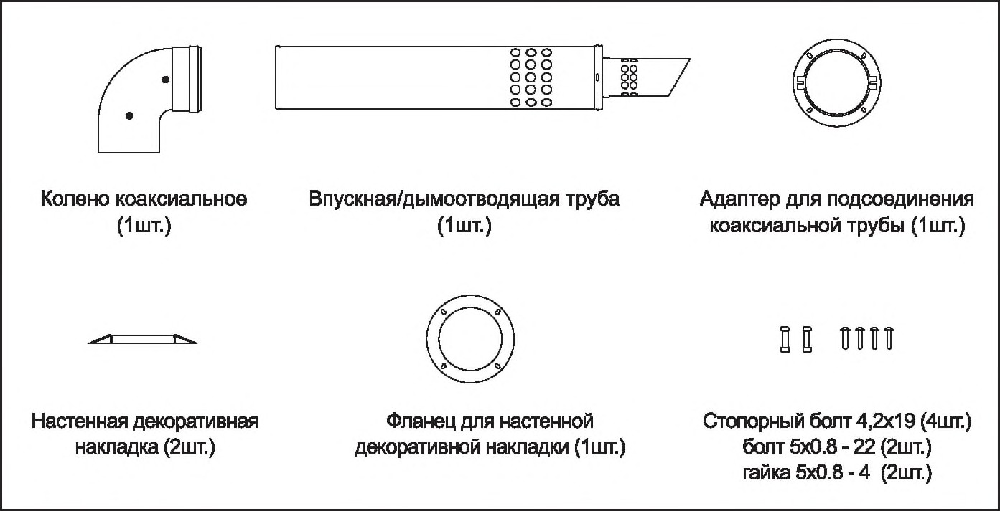 Колено коаксиальное
(1шт.)
Впускная/дымоотводящая труба
(1шт.)
Адаптер для подсоединения
коаксиальной трубы (1шт.)
Настенная декоративная
накладка (2шт.)
Фланец для настенной
декоративной накладки (1шт.)
Стопорный болт 4,2x19 (4шт.)
болт 5x0.8 - 22 (2шт.)
гайка 5x0.8 - 4 (2шт.)